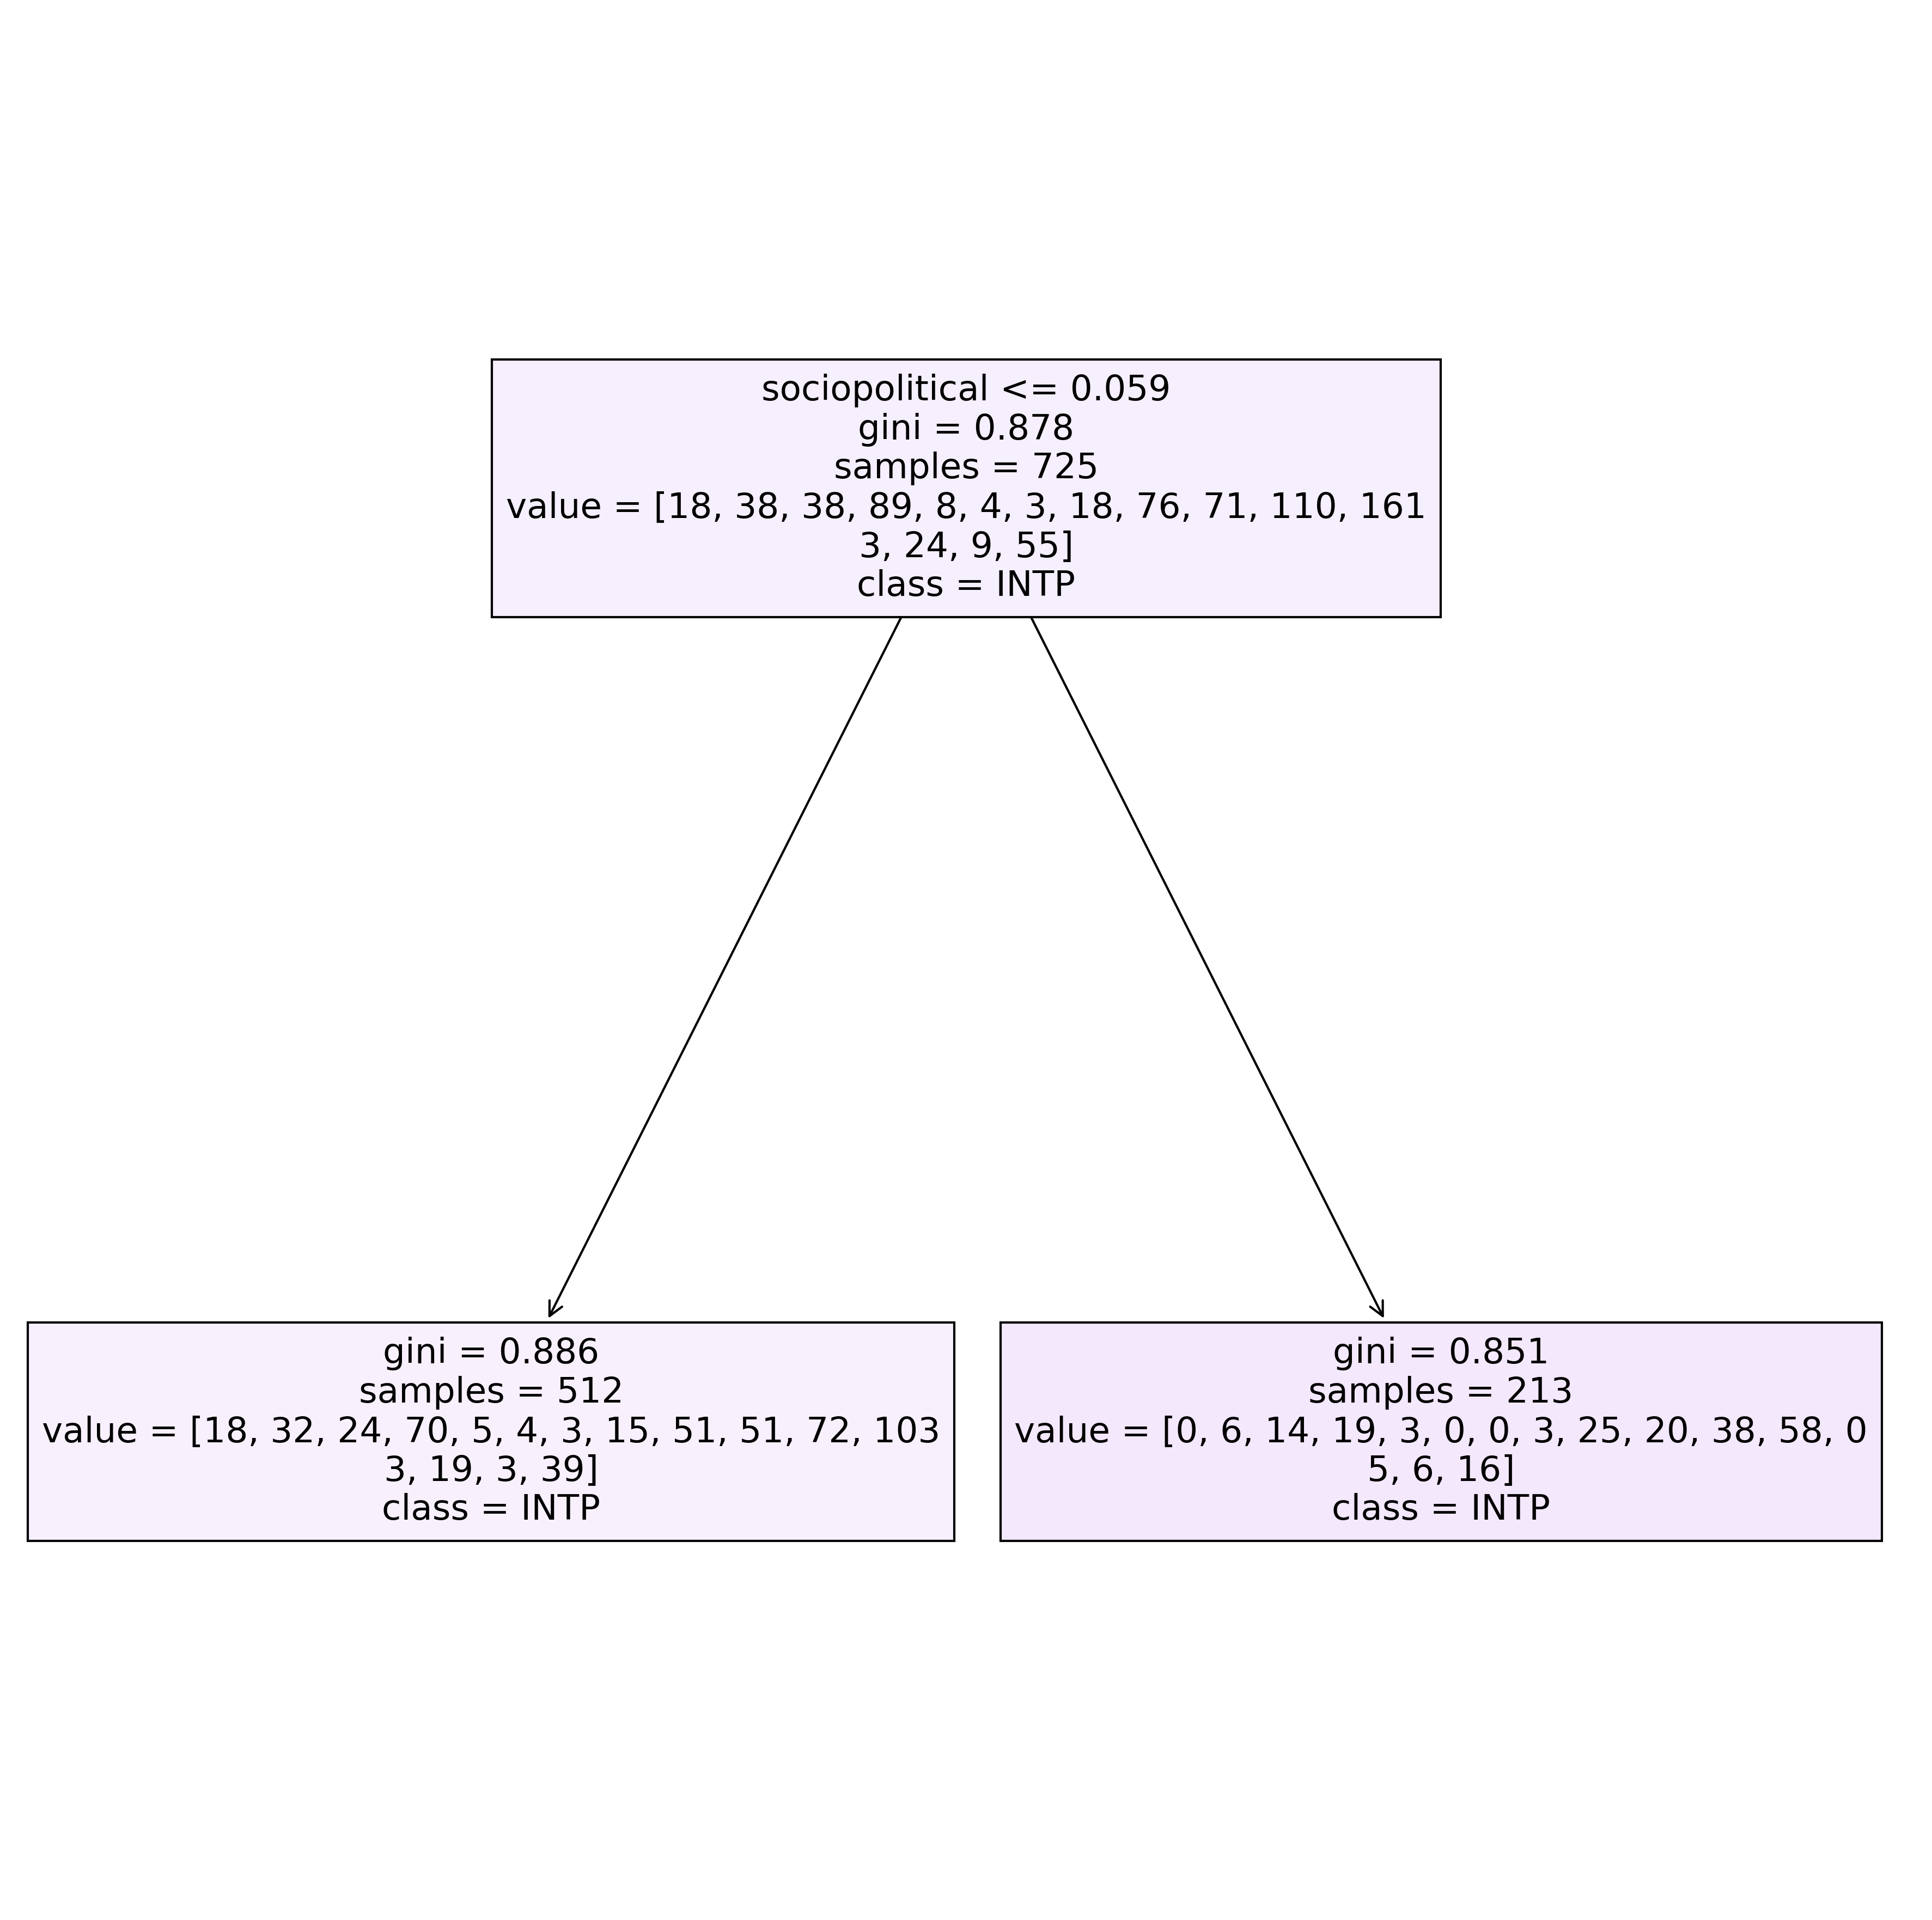 sociopolitical <= 0.059
gini = 0.878
samples = 725
value = [18, 38, 38, 89, 8, 4, 3, 18, 76, 71, 110, 161
3, 24, 9, 55]
class = INTP
gini = 0.886
samples = 512
value = [18, 32, 24, 70, 5, 4, 3, 15, 51, 51, 72, 103
3, 19, 3, 39]
class = INTP
gini = 0.851
samples = 213
value = [0, 6, 14, 19, 3, 0, 0, 3, 25, 20, 38, 58, 0
5, 6, 16]
class = INTP